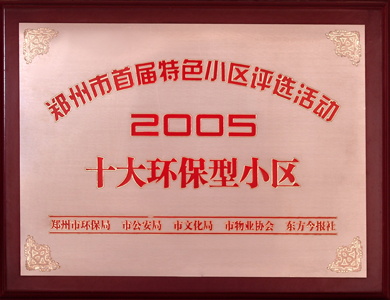 郑州市首届特色小区评选活动
2005
十大环保型小区
郑州市环保局 市公安局 市文化局 市物业协会 东方今报社